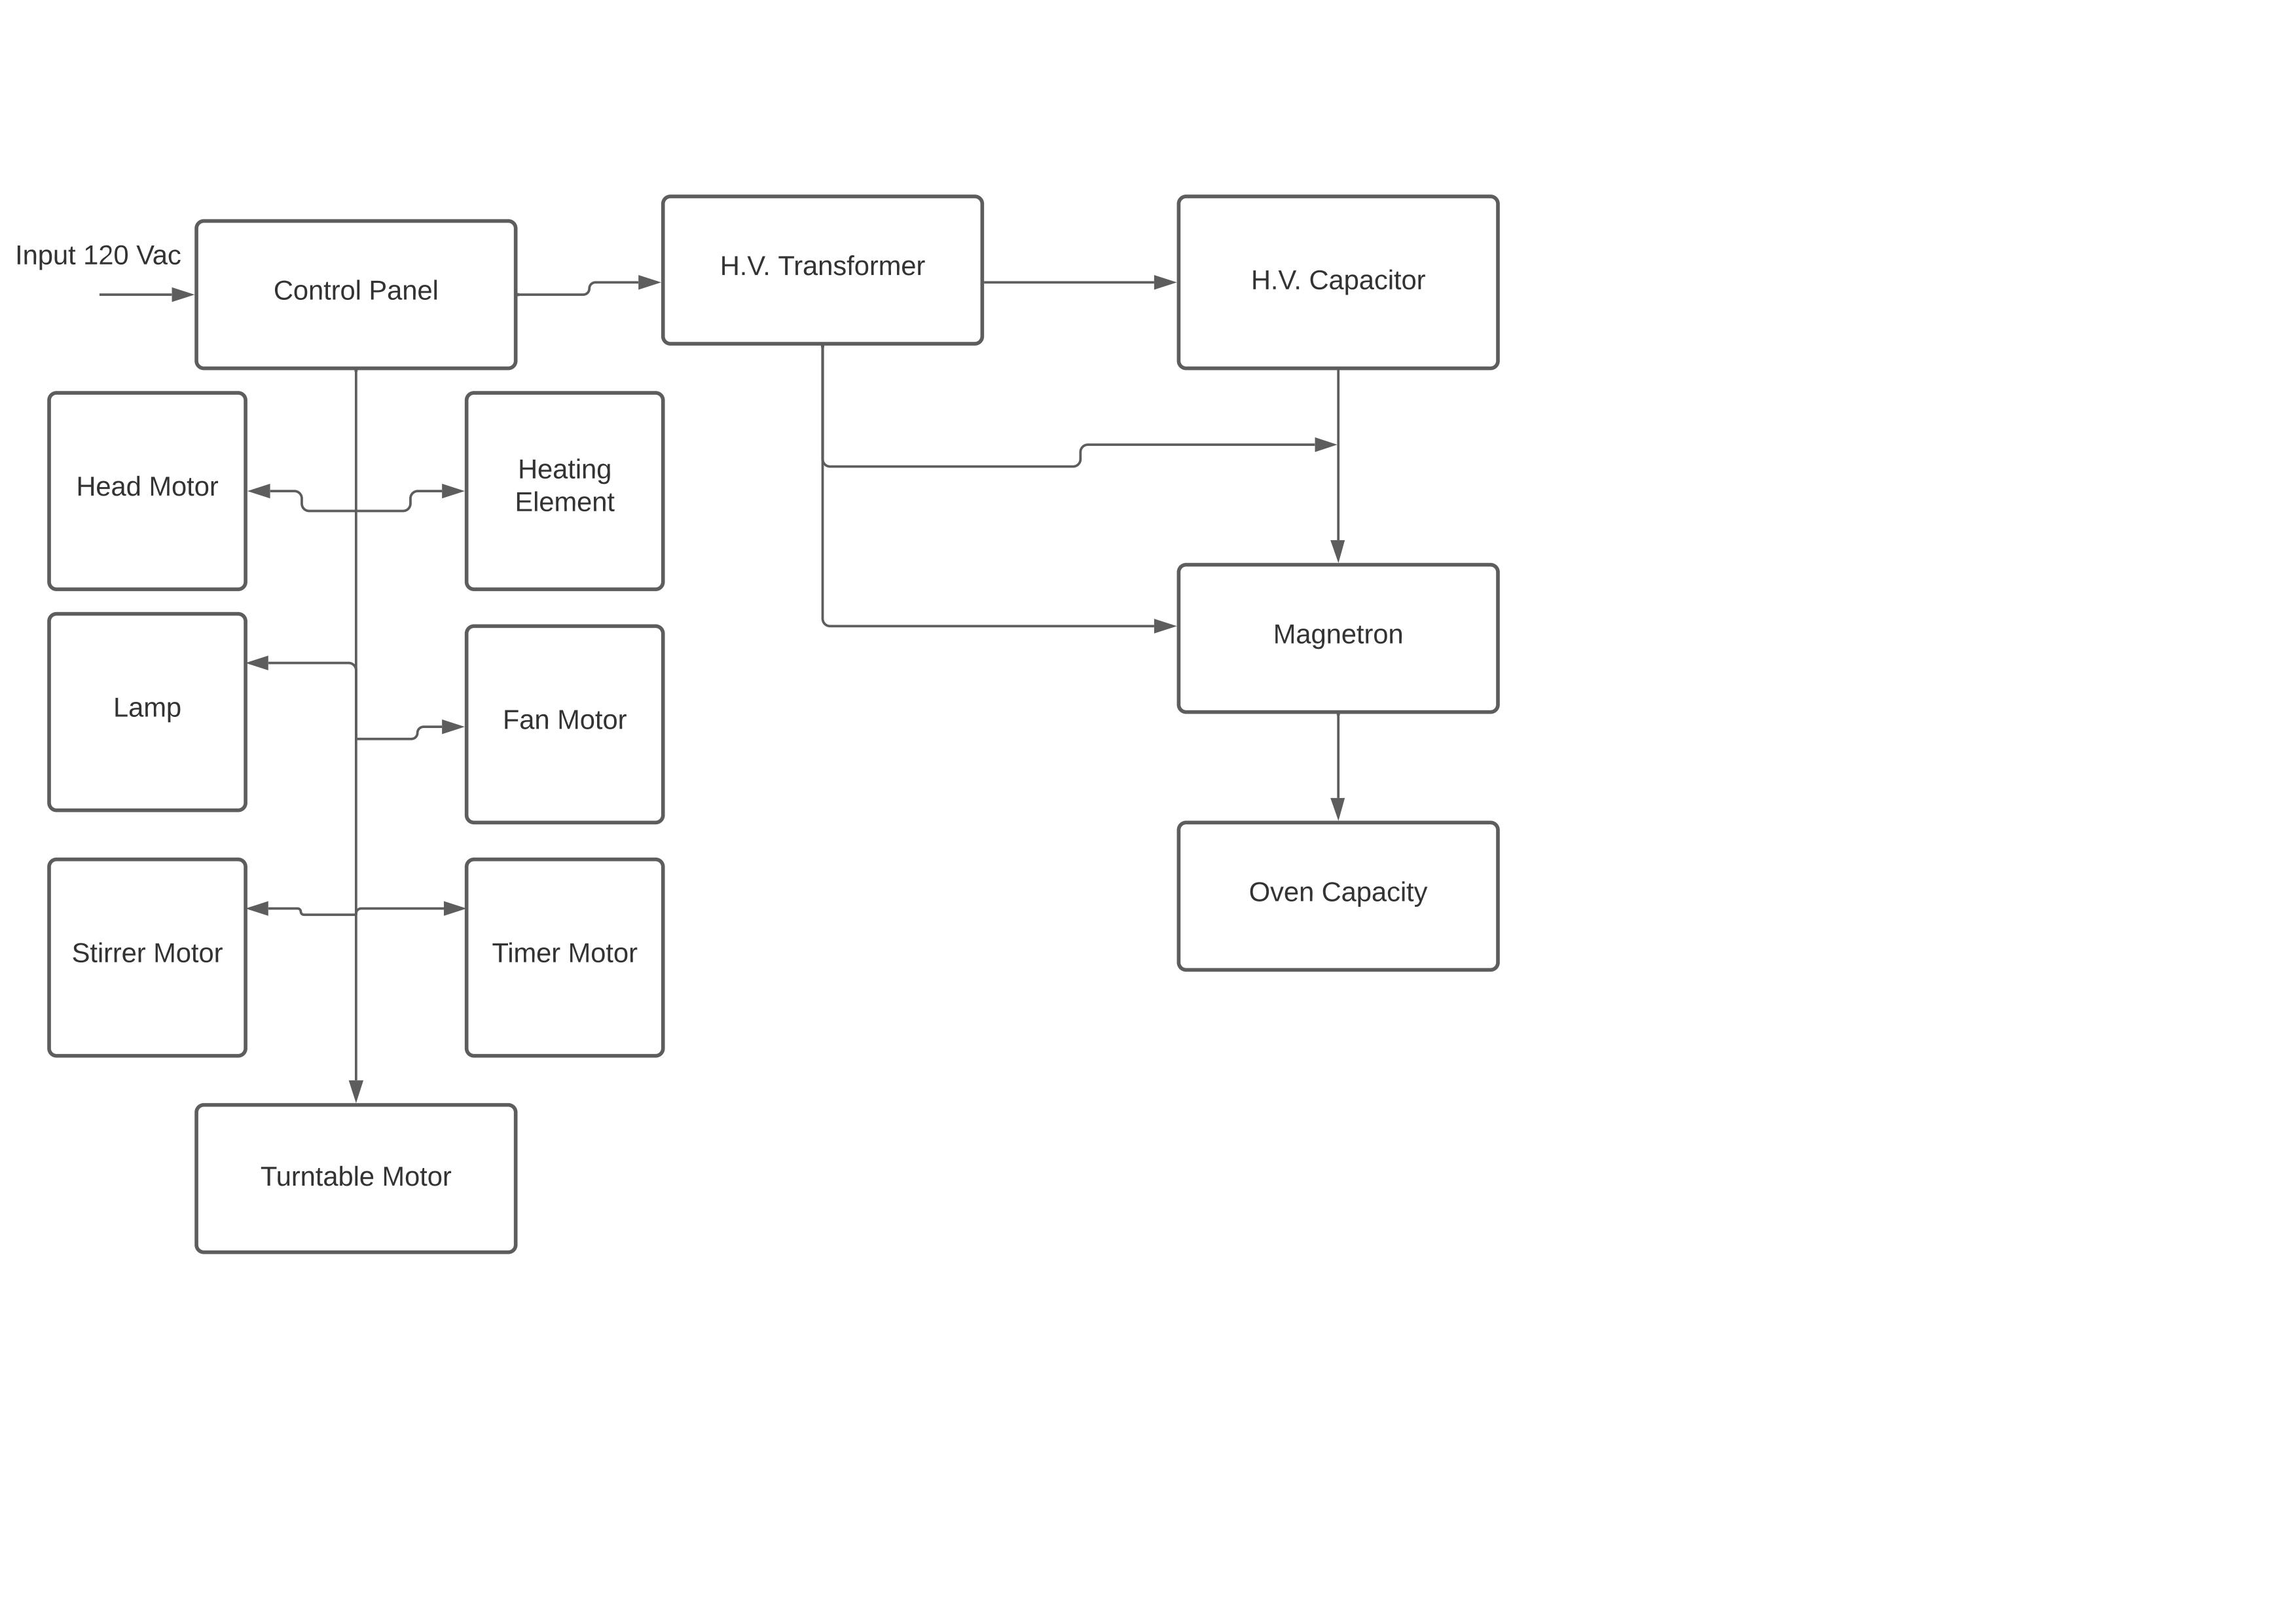 Input 120 Vac
Control Panel
H.V. Transformer
H.V. Capacitor
Head Motor
Heating
Element
Lamp
Fan Motor
Magnetron
Stirrer Motor
Timer Motor
Oven Capacity
Turntable Motor